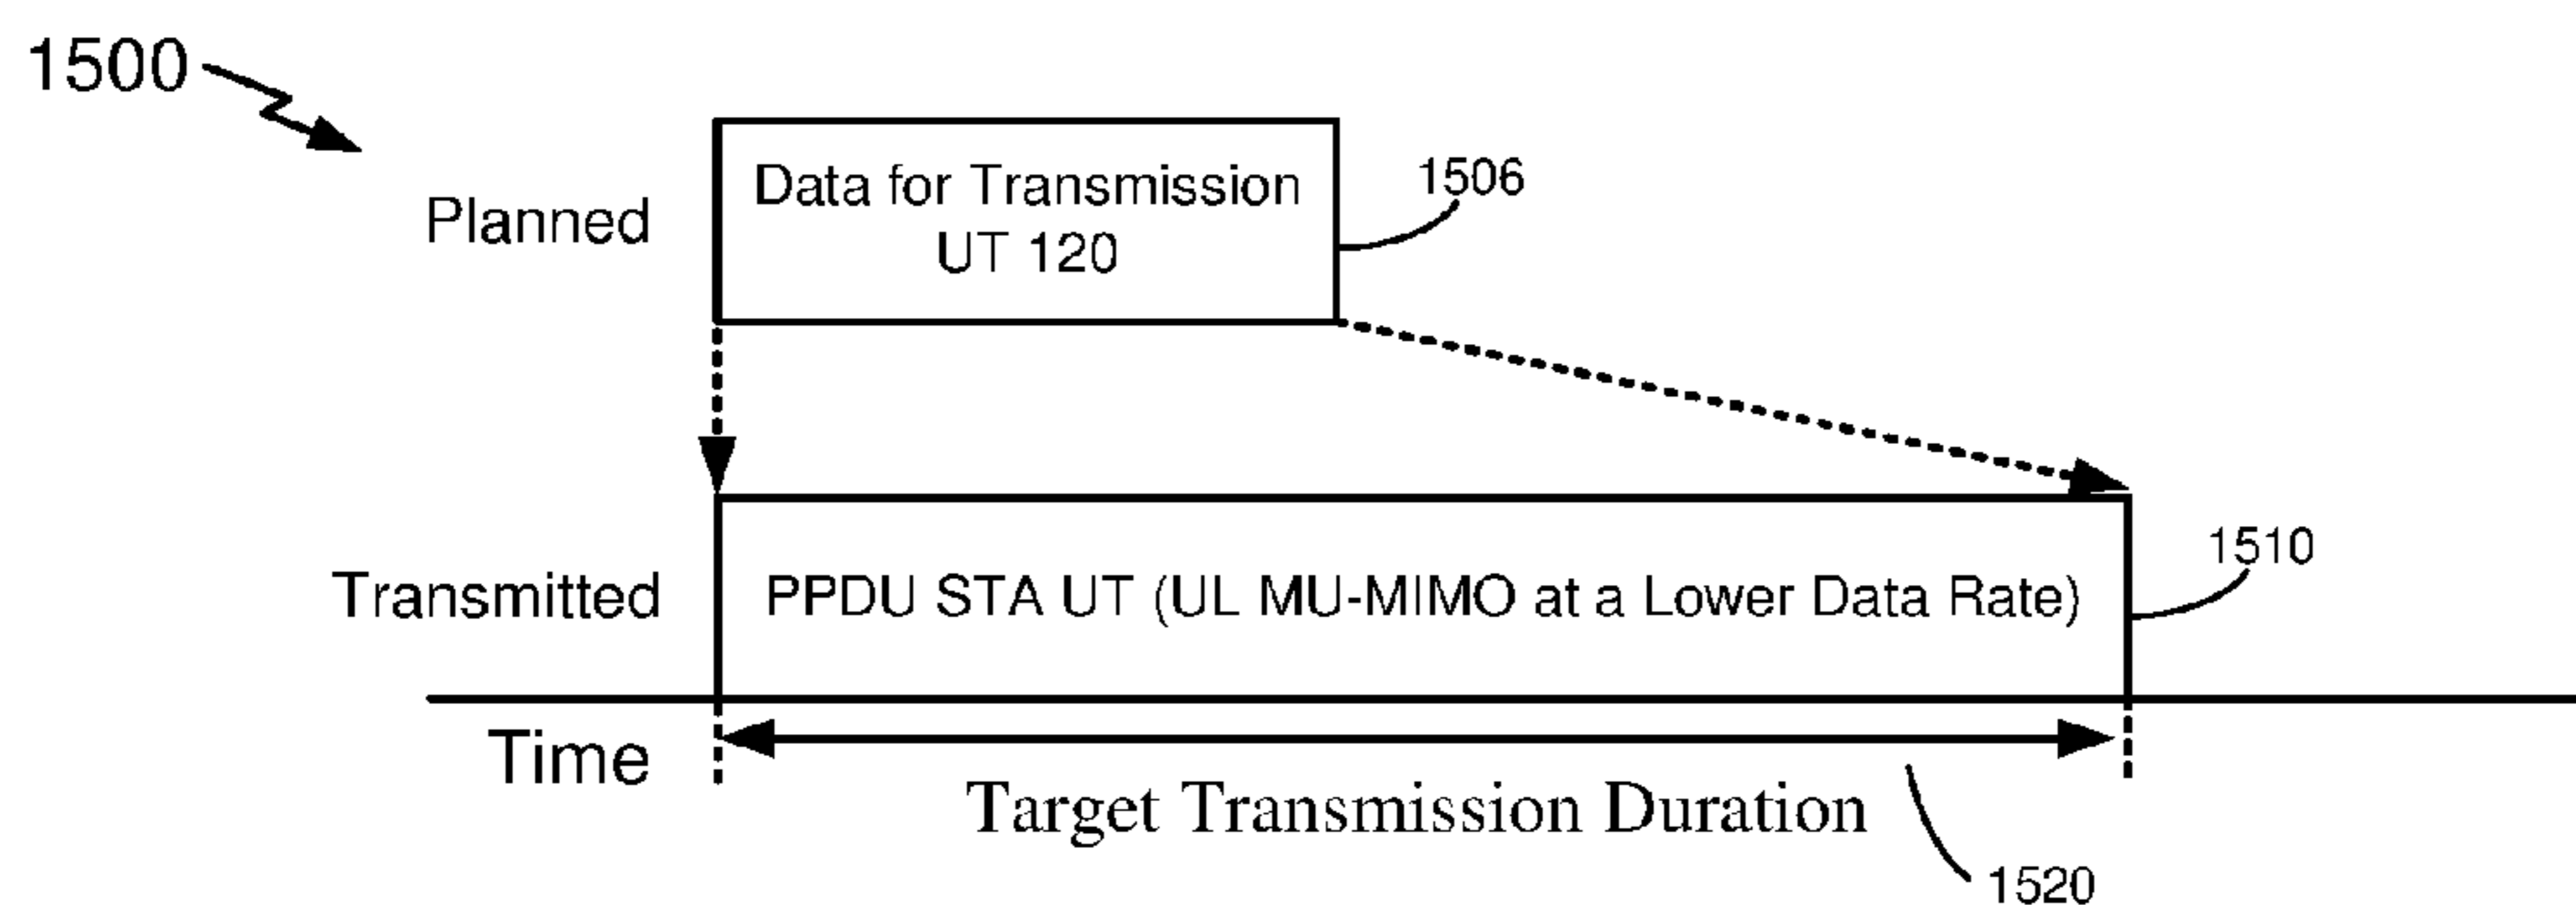 1500
Planned
Data for Transmission
UT 120
1506
Transmitted
PPDU STA UT (UL MU-MIMO at a Lower Data Rate)
1510
Time
Target Transmission Duration
1520